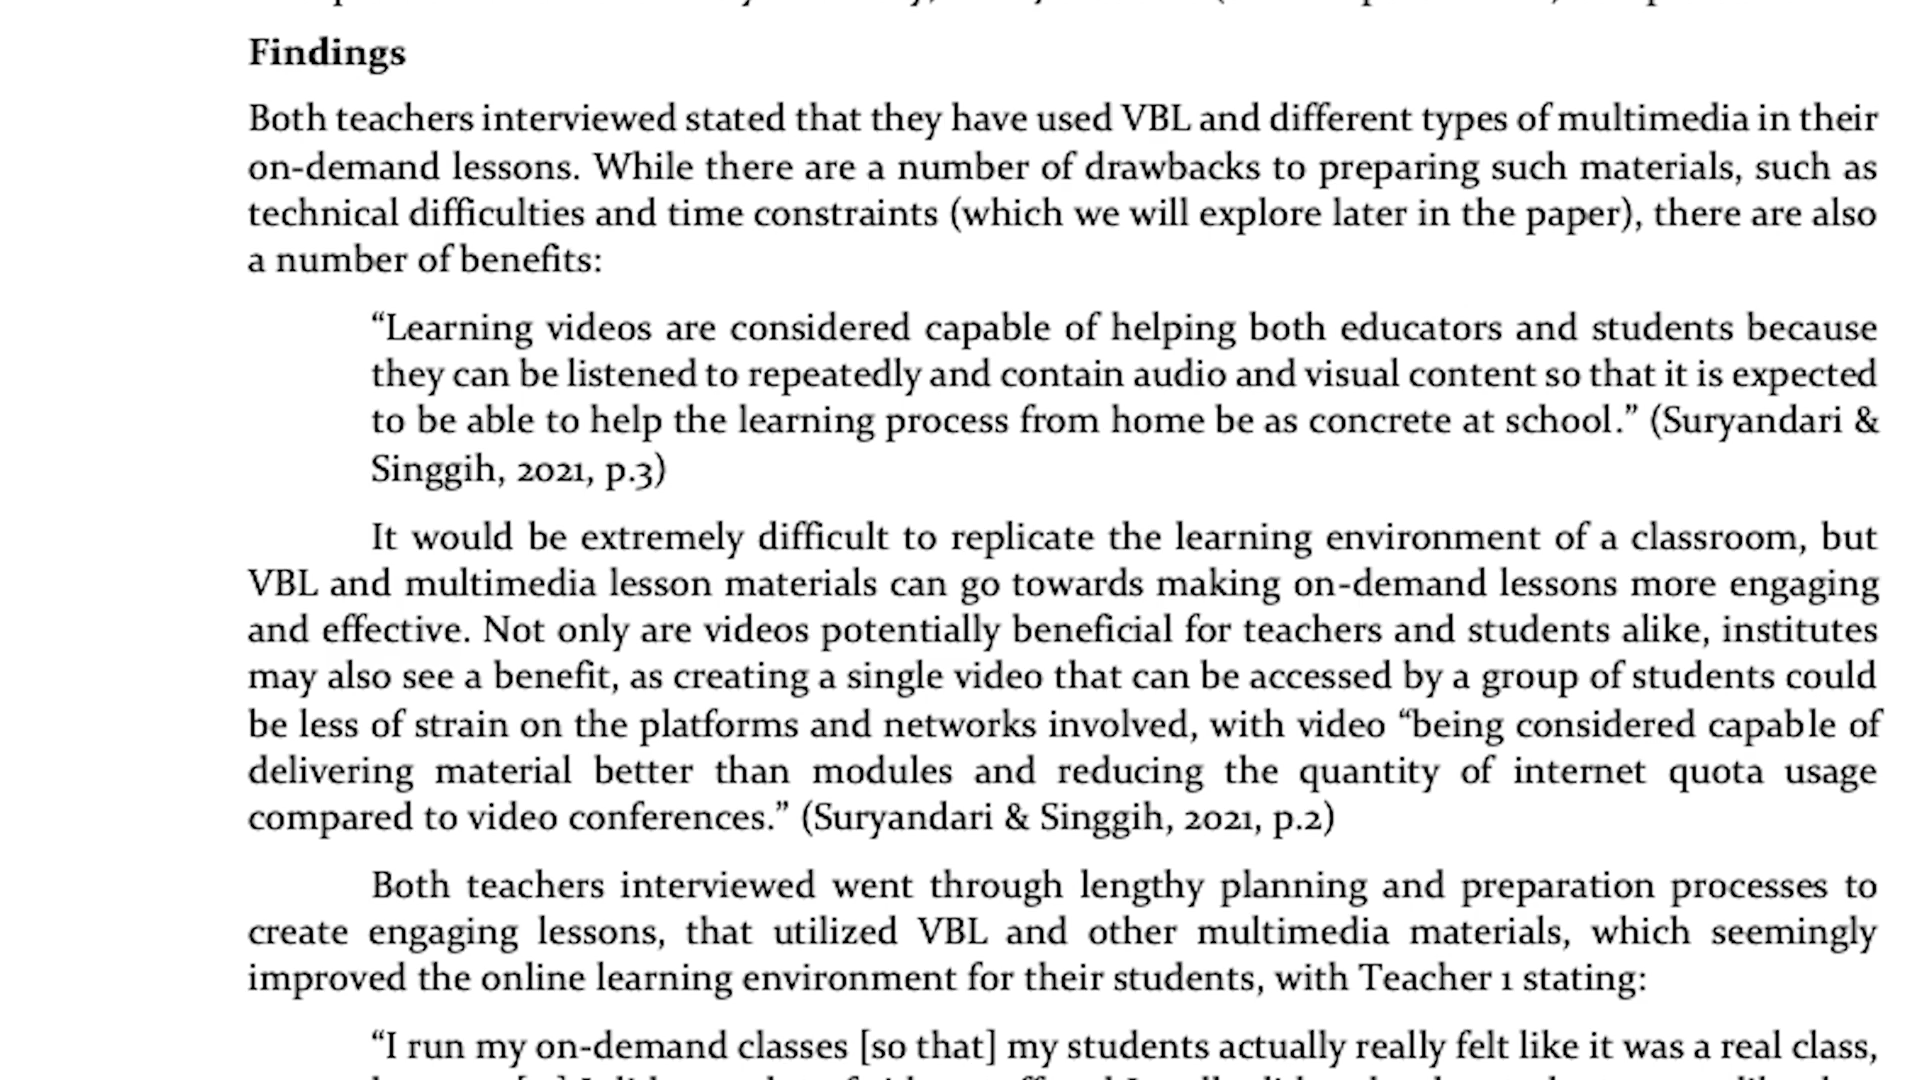 Findings
Both teachers interviewed stated that they have used VBL and different types of multimedia in their
on-demand lessons. While there are a number of drawbacks to preparing such materials, such as
technical difficulties and time constraints (which we will explore later in the paper), there are also
a number of benefits:
“Learning videos are considered capable of helping both educators and students because
they can be listened to repeatedly and contain audio and visual content so that it is expected
to be able to help the learning process from home be as concrete at school.” (Suryandari &
Singgih, 2021, p.3)
It would be extremely difficult to replicate the learning environment of a classroom, but
VBL and multimedia lesson materials can go towards making on-demand lessons more engaging
and effective. Not only are videos potentially beneficial for teachers and students alike, institutes
may also see a benefit, as creating a single video that can be accessed by a group of students could
be less of strain on the platforms and networks involved, with video “being considered capable of
delivering material better than modules and reducing the quantity of internet quota usage
compared to video conferences.” (Suryandari & Singgih, 2021, p.2)
Both teachers interviewed went through lengthy planning and preparation processes to
create engaging lessons, that utilized VBL and other multimedia materials, which seemingly
improved the online learning environment for their students, with Teacher 1 stating:
“I run my on-demand classes [so that] my students actually really felt like it was a real class,